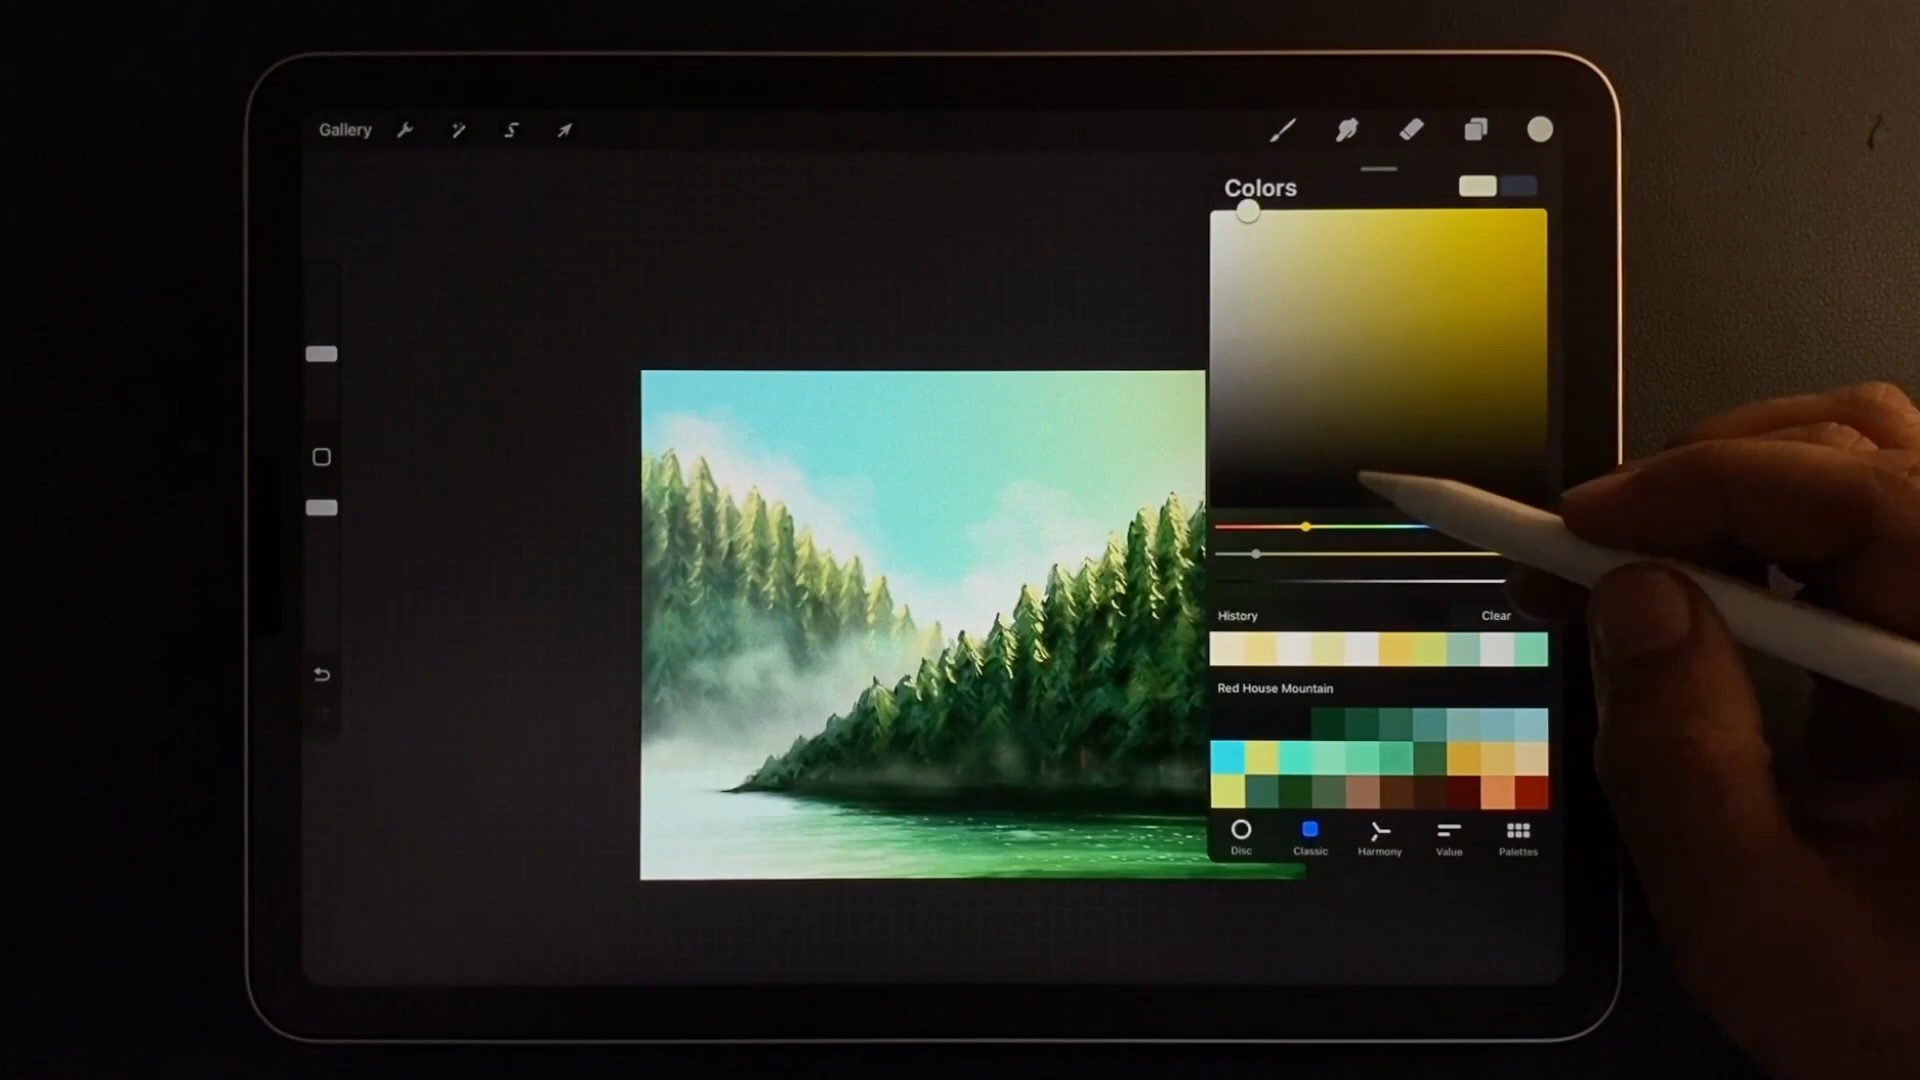 Gallery
Colors
History Clear
Red House Mountain
Disc Classic Harmony Value Palettes